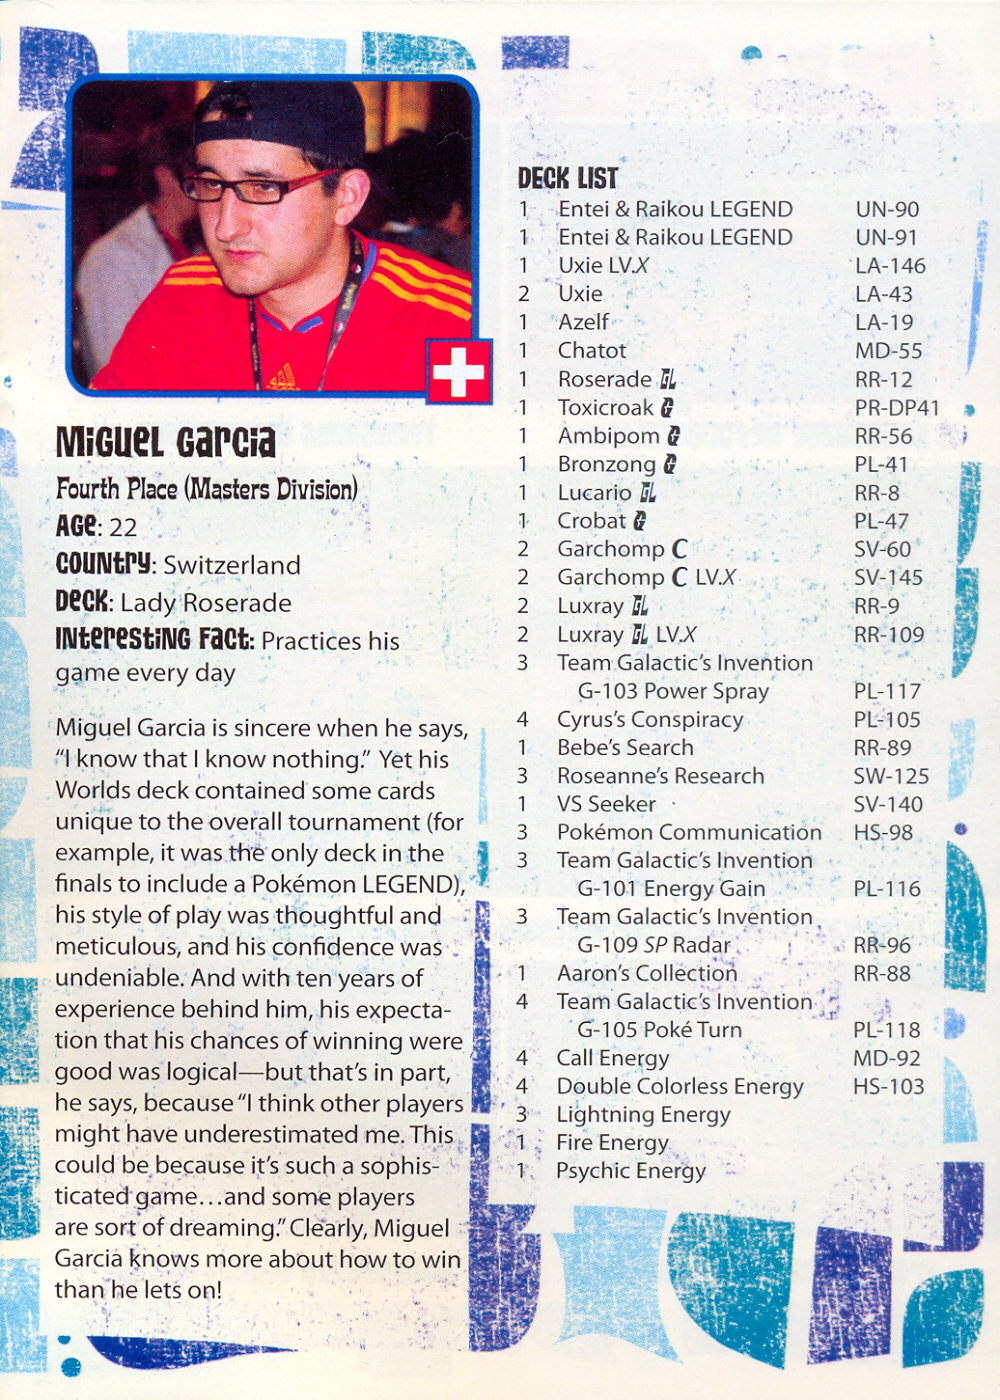 Miguel Garcia
Fourth Place (Masters Division)
Age: 22
Country: Switzerland
Deck: Lady Roserade
Interesting Fact: Practices his
game every day
Miguel Garcia is sincere when he says,
“I know that I know nothing.” Yet his
Worlds deck contained some cards
unique to the overall tournament (for
example, it was the only deck in the
finals to include a Pokémon LEGEND),
his style of play was thoughtful and
meticulous, and his confidence was
undeniable. And with ten years of
experience behind him, his expecta-
tion that his chances of winning were
good was logical—but that’s in part,
he says, because “I think other players
might have underestimated me. This
could be because it’s such a sophis-
ticated game…and some players
are sort of dreaming.” Clearly, Miguel
Garcia knows more about how to win
than he lets on!
DECK LIST
1 Entei & Raikou LEGEND UN-90
1 Entei & Raikou LEGEND UN-91
1 Uxie LV.X LA-146
2 Uxie LA-43
1 Azelf LA-19
1 Chatot MD-55
1 Roserade GL RR-12
1 Toxicroak G PR-DP41
1 Ambipom G RR-56
1 Bronzong G PL-41
1 Lucario GL RR-8
1 Crobat G PL-47
2 Garchomp C SV-60
2 Garchomp C LV.X SV-145
2 Luxray GL RR-9
2 Luxray GL LV.X RR-109
3 Team Galactic’s Invention
G-103 Power Spray PL-117
4 Cyrus’s Conspiracy PL-105
1 Bebe’s Search RR-89
3 Roseanne’s Research SW-125
1 VS Seeker SV-140
3 Pokémon Communication HS-98
3 Team Galactic’s Invention
G-101 Energy Gain PL-116
3 Team Galactic’s Invention
G-109 SP Radar RR-96
1 Aaron’s Collection RR-88
4 Team Galactic’s Invention
G-105 Poké Turn PL-118
4 Call Energy MD-92
4 Double Colorless Energy HS-103
3 Lightning Energy
1 Fire Energy
1 Psychic Energy